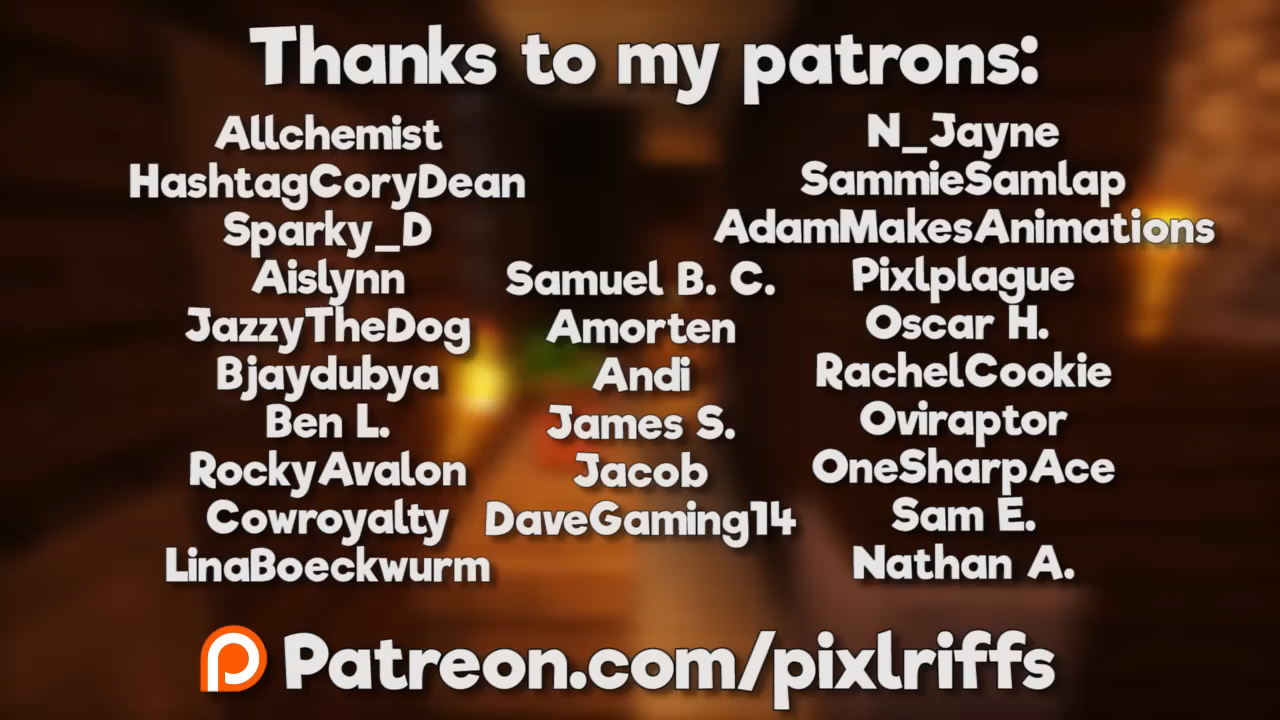 Thanks to my patrons:
Allchemist
HashtagCoryDean
Sparky_D
Aislynn
JazzyTheDog
Bjaydubya
Ben L.
RockyAvalon
Cowroyalty
LinaBoeckwurm
Samuel B. C.
Amorten
Andi
James S.
Jacob
DaveGaming14
N_Jayne
SammieSamlap
AdamMakesAnimations
Pixlplague
Oscar H.
RachelCookie
Oviraptor
OneSharpAce
Sam E.
Nathan A.
Patreon.com/pixlriffs